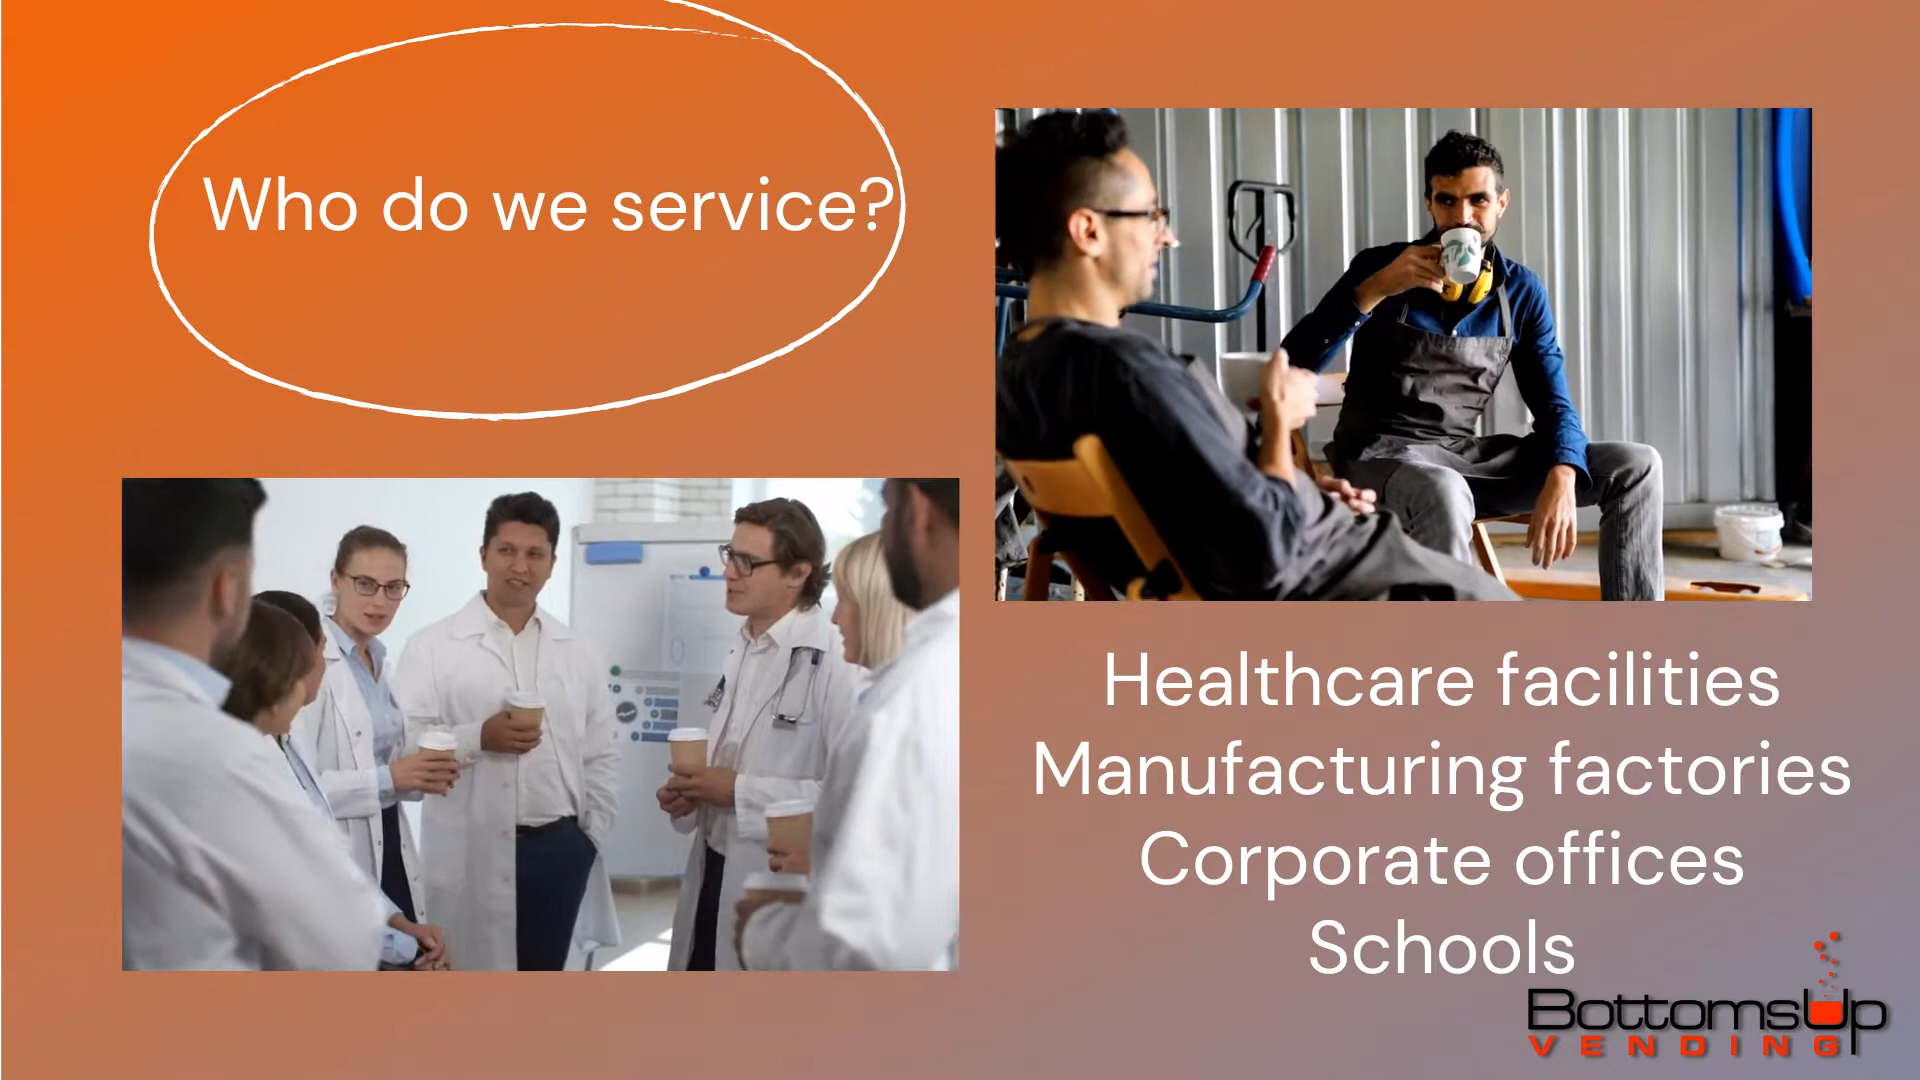 Who do we service?
Healthcare facilities
Manufacturing factories
Corporate offices
Schools
BottomsUp
VENDING